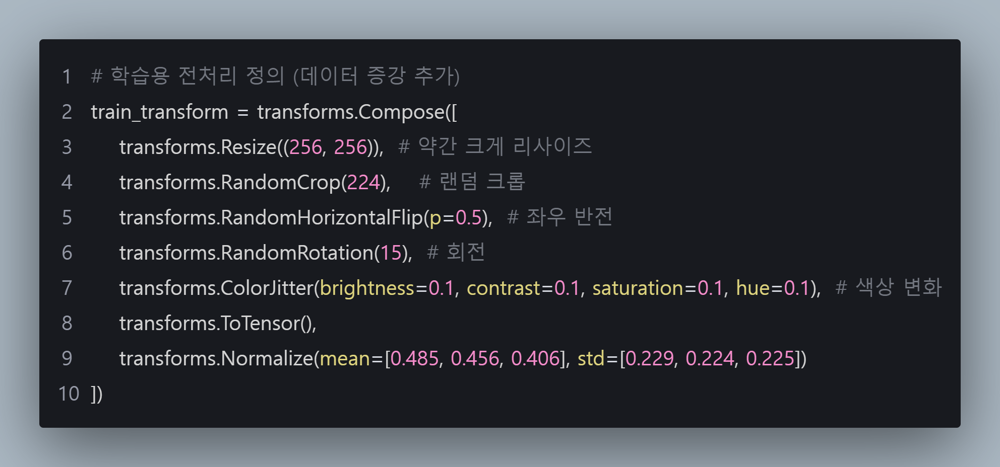 1 # 학습용 전처리 정의 (데이터 증강 추가)
2 train_transform = transforms.Compose([
3     transforms.Resize((256, 256)),  # 약간 크게 리사이즈
4     transforms.RandomCrop(224),    # 랜덤 크롭
5     transforms.RandomHorizontalFlip(p=0.5),  # 좌우 반전
6     transforms.RandomRotation(15),  # 회전
7     transforms.ColorJitter(brightness=0.1, contrast=0.1, saturation=0.1, hue=0.1),  # 색상 변화
8     transforms.ToTensor(),
9     transforms.Normalize(mean=[0.485, 0.456, 0.406], std=[0.229, 0.224, 0.225])
10 ])